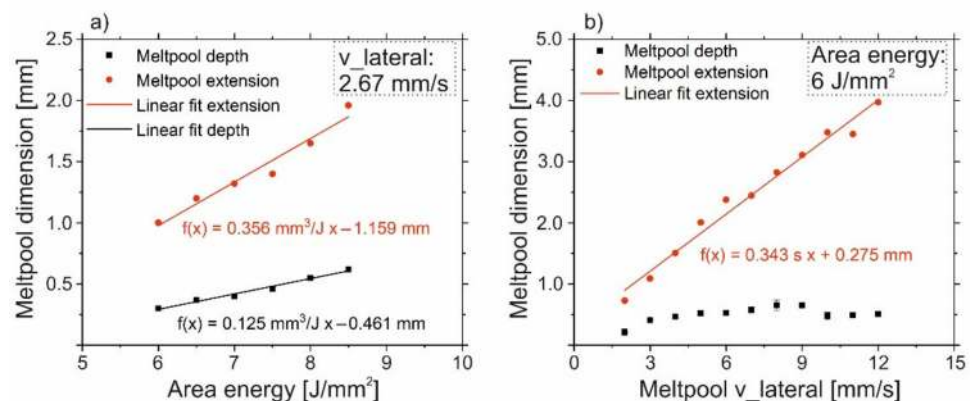 a)
Meltpool dimension [mm]
2.5
2.0
1.5
1.0
0.5
Meltpool depth
Meltpool extension
Linear fit extension
Linear fit depth
v_lateral:
2.67 mm/s
f(x) = 0.356 mm³/J x−1.159 mm
f(x) = 0.125 mm³/J x−0.461 mm
5 6 7 8 9 10
Area energy [J/mm²]
b)
Meltpool dimension [mm]
5.0
4.0
3.0
2.0
1.0
Meltpool depth
Meltpool extension
Linear fit extension
Area energy:
6 J/mm²
f(x) = 0.343 s x + 0.275 mm
0 3 6 9 12 15
Meltpool v_lateral [mm/s]